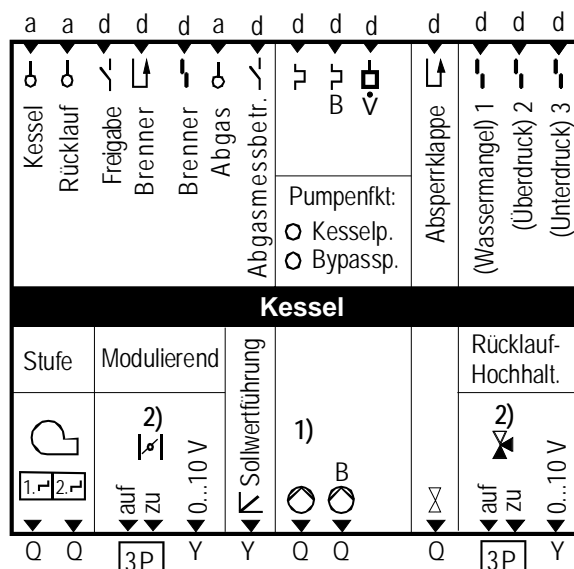 a a d d d a d d d d d d d d
Kessel
Rücklauf
Freigabe
Brenner
Brenner
Abgas
Abgasmessbetr.
B
V̇
Pumpenfkt:
Kesselp.
Bypassp.
Absperrklappe
(Wassermangel) 1
(Überdruck) 2
(Unterdruck) 3
Kessel
Stufe
Modulierend
Sollwertführung
Rücklauf-
Hochhalt.
2)
1)
2)
B
1. 2.
auf
zu
0...10 V
auf
zu
0...10 V
Q Q 3P Y Y Q Q Q 3P Y